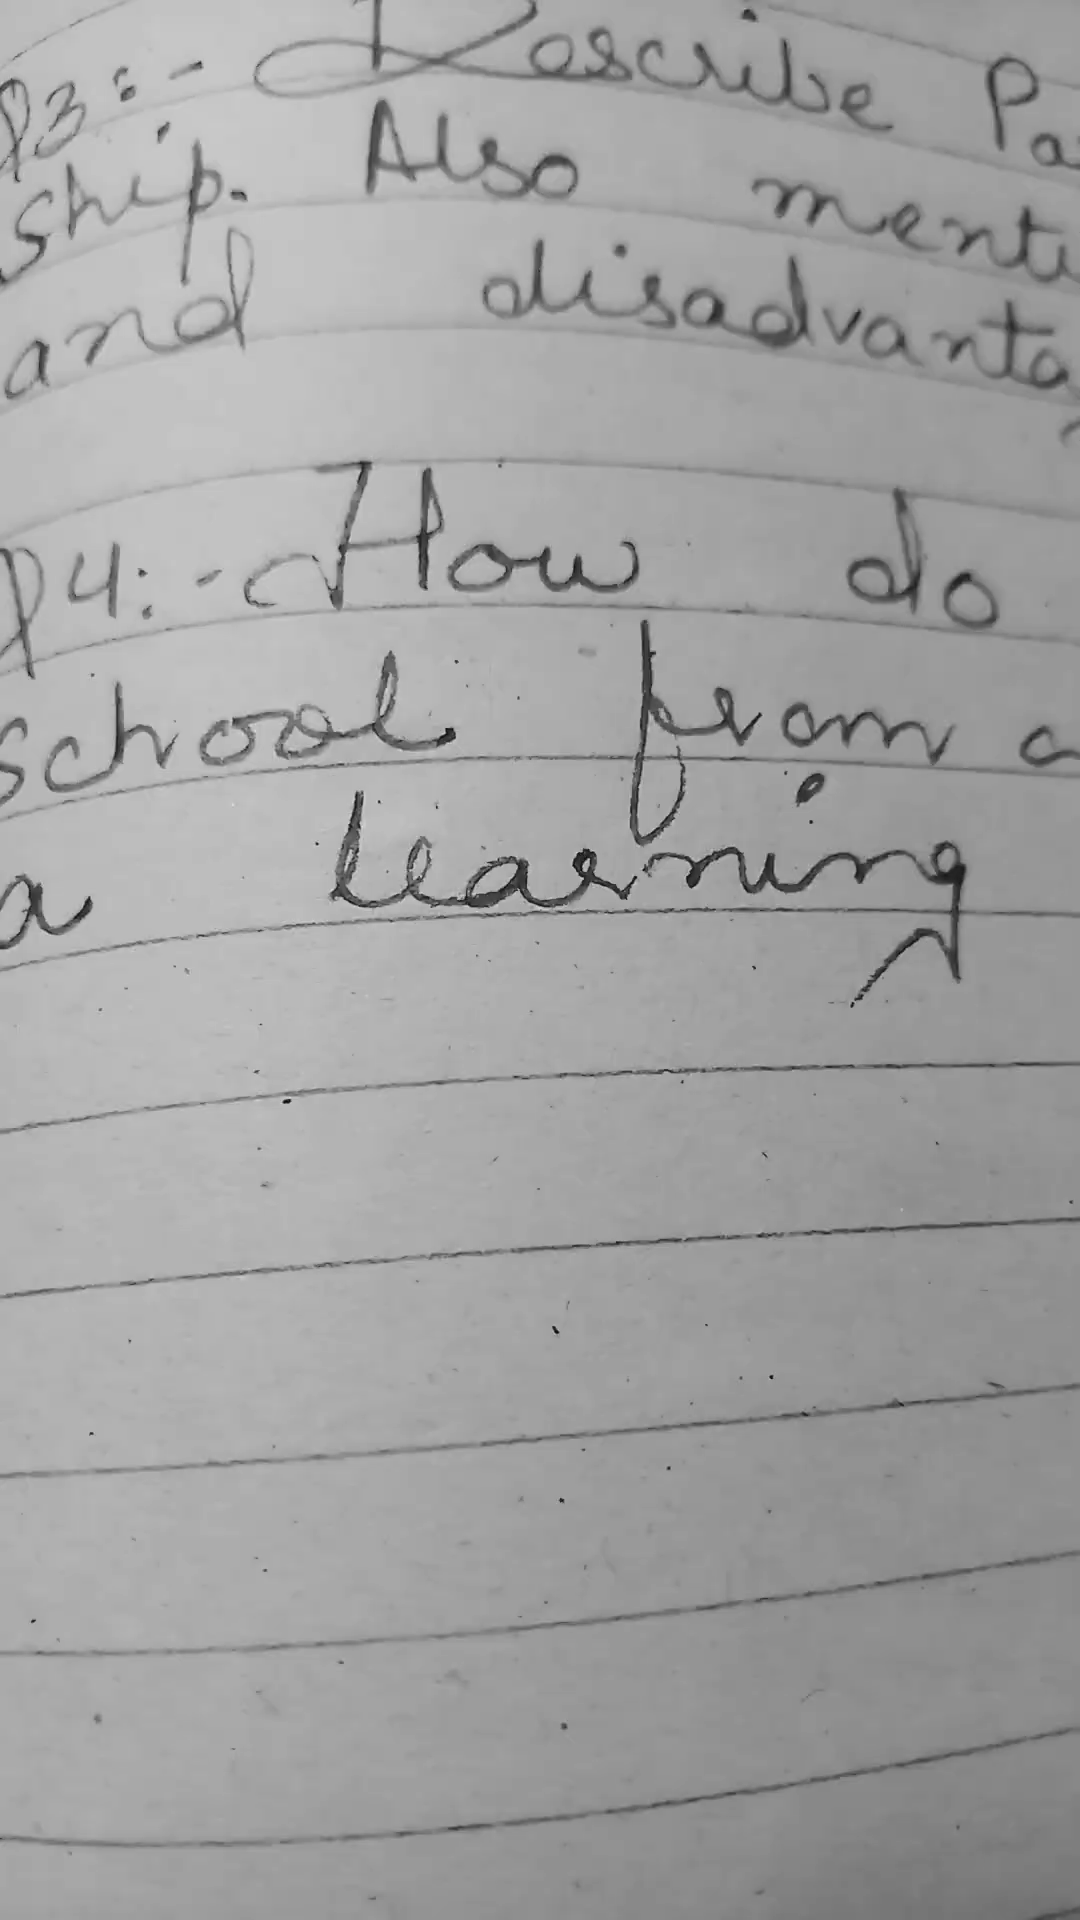 Q3:- Describe Pa
ship. Also menti
and disadvanta
Q4:- How do
school from a
a learning